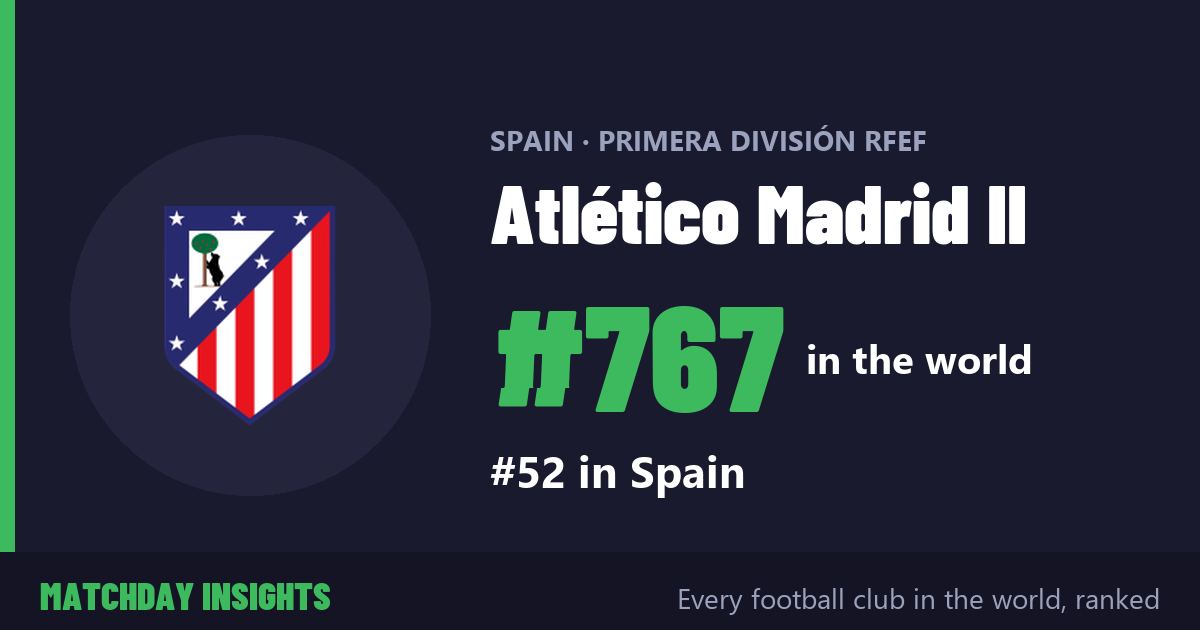 SPAIN · PRIMERA DIVISIÓN RFEF
Atlético Madrid II
#767 in the world
#52 in Spain
MATCHDAY INSIGHTS
Every football club in the world, ranked